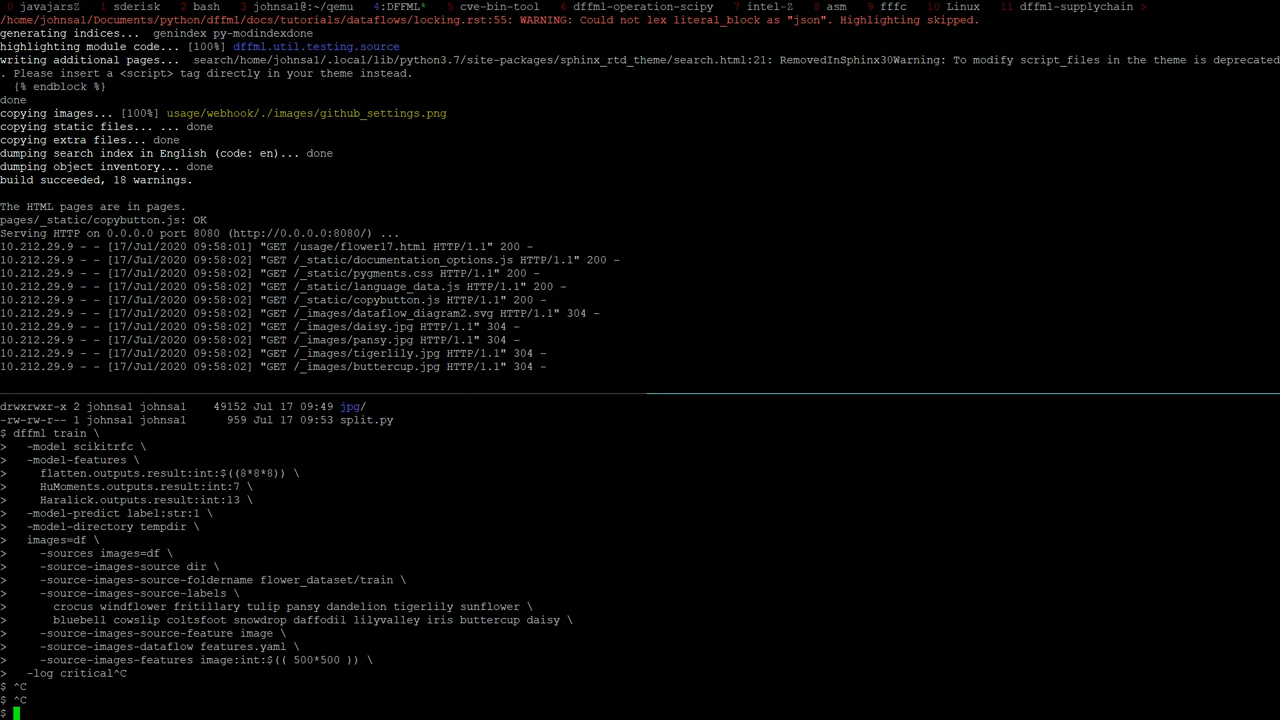 0 javajarsZ  1 sderisk  2 bash  3 johnsal@:~/qemu  4:DFFML*  5 cve-bin-tool  6 dffml-operation-scipy  7 intel-Z  8 asm  9 fffc  10 Linux  11 dffml-supplychain >
/home/johnsal/Documents/python/dffml/docs/tutorials/dataflows/locking.rst:55: WARNING: Could not lex literal_block as "json". Highlighting skipped.
generating indices...  genindex py-modindexdone
highlighting module code... [100%] dffml.util.testing.source
writing additional pages...  search/home/johnsal/.local/lib/python3.7/site-packages/sphinx_rtd_theme/search.html:21: RemovedInSphinx30Warning: To modify script_files in the theme is deprecated
. Please insert a <script> tag directly in your theme instead.
  {% endblock %}
done
copying images... [100%] usage/webhook/./images/github_settings.png
copying static files... ... done
copying extra files... done
dumping search index in English (code: en)... done
dumping object inventory... done
build succeeded, 18 warnings.
The HTML pages are in pages.
pages/_static/copybutton.js: OK
Serving HTTP on 0.0.0.0 port 8080 (http://0.0.0.0:8080/) ...
10.212.29.9 - - [17/Jul/2020 09:58:01] "GET /usage/flower17.html HTTP/1.1" 200 -
10.212.29.9 - - [17/Jul/2020 09:58:02] "GET /_static/documentation_options.js HTTP/1.1" 200 -
10.212.29.9 - - [17/Jul/2020 09:58:02] "GET /_static/pygments.css HTTP/1.1" 200 -
10.212.29.9 - - [17/Jul/2020 09:58:02] "GET /_static/language_data.js HTTP/1.1" 200 -
10.212.29.9 - - [17/Jul/2020 09:58:02] "GET /_static/copybutton.js HTTP/1.1" 200 -
10.212.29.9 - - [17/Jul/2020 09:58:02] "GET /_images/dataflow_diagram2.svg HTTP/1.1" 304 -
10.212.29.9 - - [17/Jul/2020 09:58:02] "GET /_images/daisy.jpg HTTP/1.1" 304 -
10.212.29.9 - - [17/Jul/2020 09:58:02] "GET /_images/pansy.jpg HTTP/1.1" 304 -
10.212.29.9 - - [17/Jul/2020 09:58:02] "GET /_images/tigerlily.jpg HTTP/1.1" 304 -
10.212.29.9 - - [17/Jul/2020 09:58:02] "GET /_images/buttercup.jpg HTTP/1.1" 304 -
drwxrwxr-x 2 johnsal johnsal    49152 Jul 17 09:49 jpg/
-rw-rw-r-- 1 johnsal johnsal      959 Jul 17 09:53 split.py
$ dffml train \
>   -model scikitrfc \
>   -model-features \
>     flatten.outputs.result:int:$((8*8*8)) \
>     HuMoments.outputs.result:int:7 \
>     Haralick.outputs.result:int:13 \
>   -model-predict label:str:1 \
>   -model-directory tempdir \
>   images=df \
>     -sources images=df \
>     -source-images-source dir \
>     -source-images-source-foldername flower_dataset/train \
>     -source-images-source-labels \
>       crocus windflower fritillary tulip pansy dandelion tigerlily sunflower \
>       bluebell cowslip coltsfoot snowdrop daffodil lilyvalley iris buttercup daisy \
>     -source-images-source-feature image \
>     -source-images-dataflow features.yaml \
>     -source-images-features image:int:$(( 500*500 )) \
>   -log critical^C
$ ^C
$ ^C
$